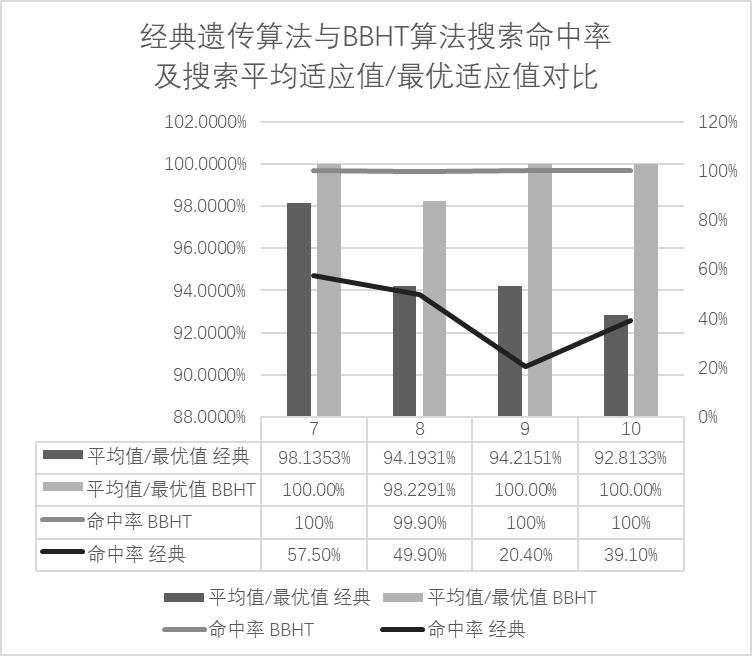 经典遗传算法与BBHT算法搜索命中率
及搜索平均适应值/最优适应值对比
102.0000% 120%
100.0000% 100%
98.0000% 80%
96.0000%
94.0000% 60%
92.0000% 40%
90.0000% 20%
88.0000% 0%
7 8 9 10
平均值/最优值 经典 98.1353% 94.1931% 94.2151% 92.8133%
平均值/最优值 BBHT 100.00% 98.2291% 100.00% 100.00%
命中率 BBHT 100% 99.90% 100% 100%
命中率 经典 57.50% 49.90% 20.40% 39.10%
平均值/最优值 经典 平均值/最优值 BBHT
命中率 BBHT 命中率 经典